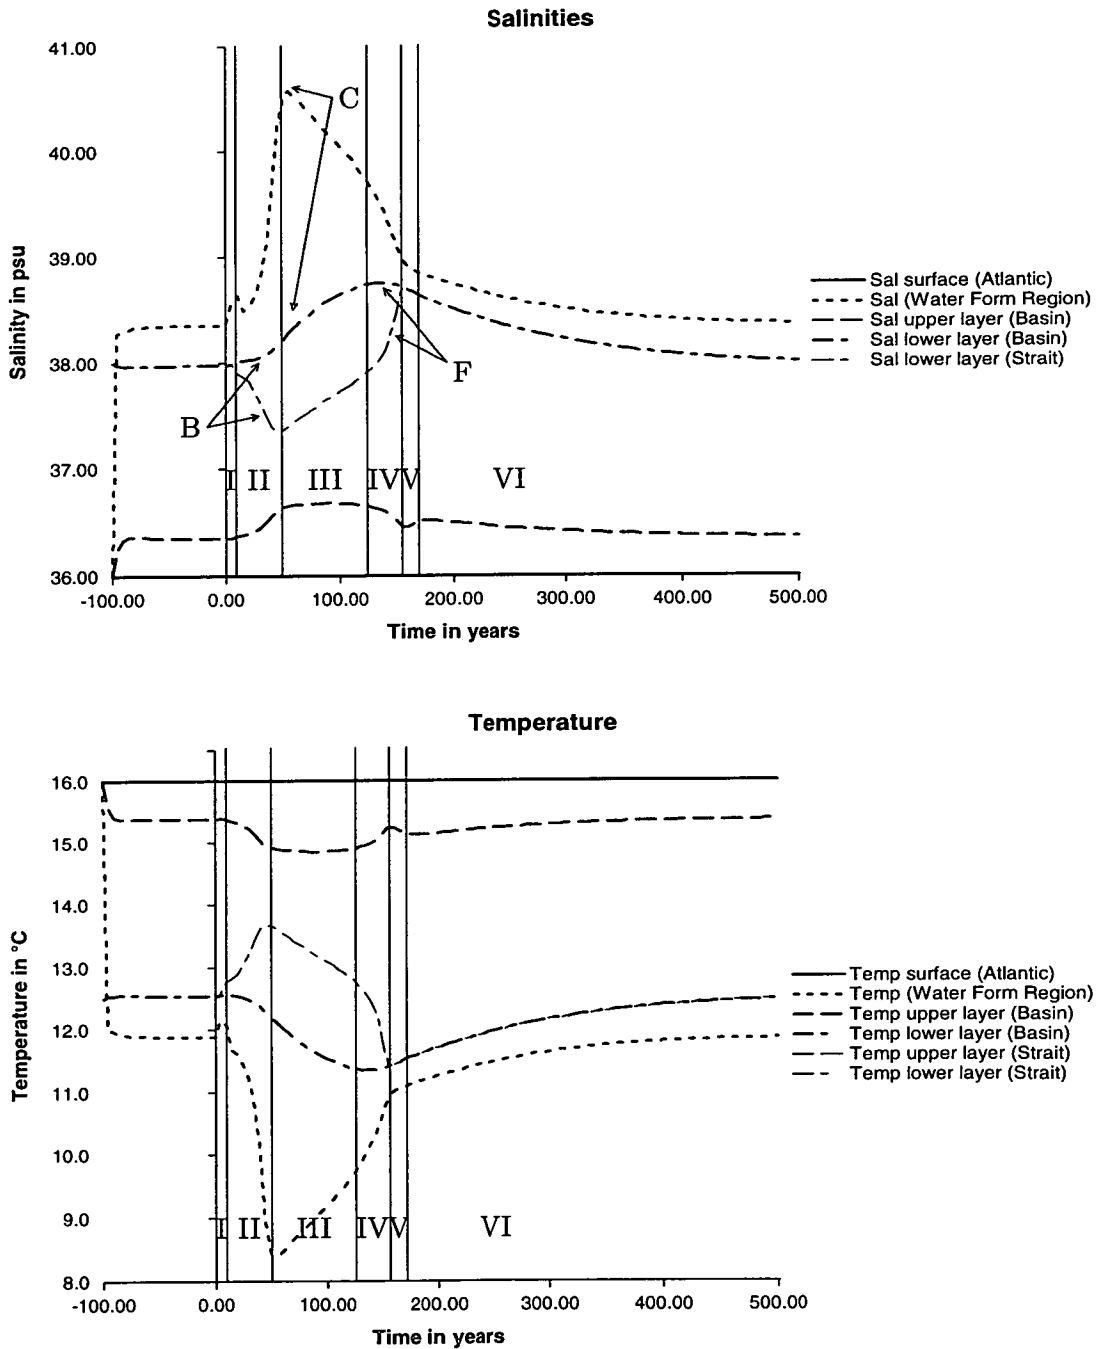 Salinities
41.00
40.00
39.00
38.00
37.00
36.00
Salinity in psu
C
B
F
I II III IV V VI
-100.00 0.00 100.00 200.00 300.00 400.00 500.00
Time in years
Sal surface (Atlantic)
Sal (Water Form Region)
Sal upper layer (Basin)
Sal lower layer (Basin)
Sal lower layer (Strait)
Temperature
16.0
15.0
14.0
13.0
12.0
11.0
10.0
9.0
8.0
Temperature in °C
I II III IV V VI
-100.00 0.00 100.00 200.00 300.00 400.00 500.00
Time in years
Temp surface (Atlantic)
Temp (Water Form Region)
Temp upper layer (Basin)
Temp lower layer (Basin)
Temp upper layer (Strait)
Temp lower layer (Strait)